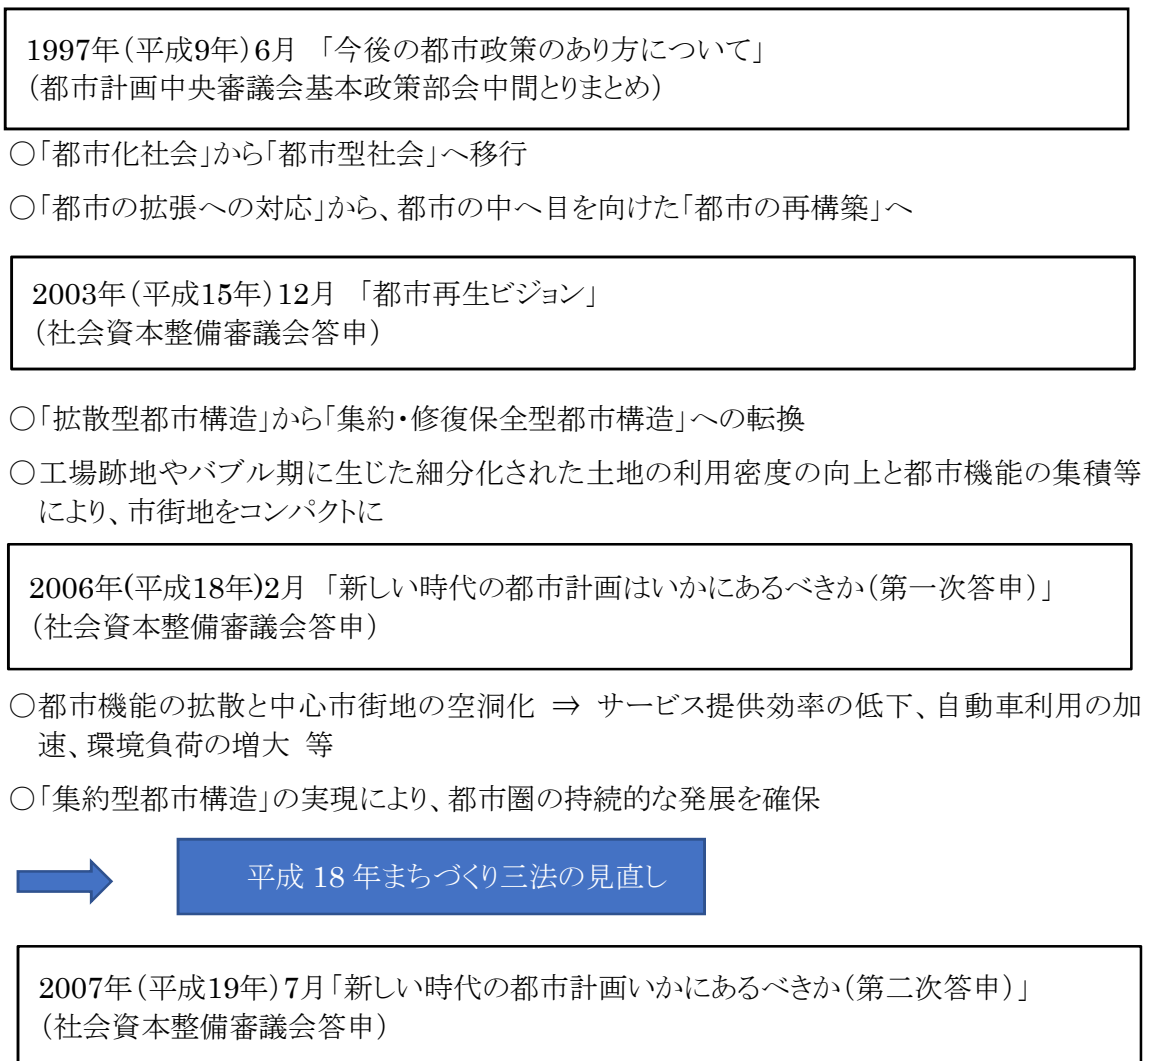 1997年(平成9年)6月 「今後の都市政策のあり方について」
(都市計画中央審議会基本政策部会中間とりまとめ)
○「都市化社会」から「都市型社会」へ移行
○「都市の拡張への対応」から、都市の中へ目を向けた「都市の再構築」へ
2003年(平成15年)12月 「都市再生ビジョン」
(社会資本整備審議会答申)
○「拡散型都市構造」から「集約・修復保全型都市構造」への転換
○工場跡地やバブル期に生じた細分化された土地の利用密度の向上と都市機能の集積等
により、市街地をコンパクトに
2006年(平成18年)2月 「新しい時代の都市計画はいかにあるべきか(第一次答申)」
(社会資本整備審議会答申)
○都市機能の拡散と中心市街地の空洞化 ⇒ サービス提供効率の低下、自動車利用の加
速、環境負荷の増大 等
○「集約型都市構造」の実現により、都市圏の持続的な発展を確保
平成 18 年まちづくり三法の見直し
2007年(平成19年)7月「新しい時代の都市計画いかにあるべきか(第二次答申)」
(社会資本整備審議会答申)